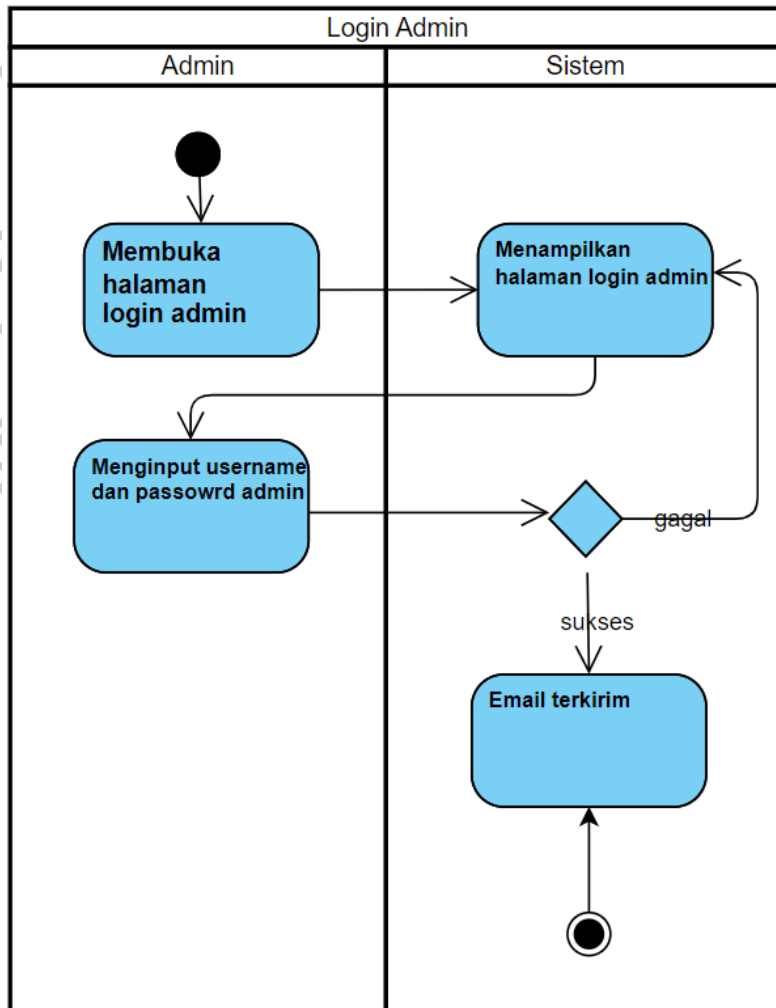 Login Admin
Admin
Sistem
Membuka
halaman
login admin
Menampilkan
halaman login admin
Menginput username
dan passowrd admin
gagal
sukses
Email terkirim